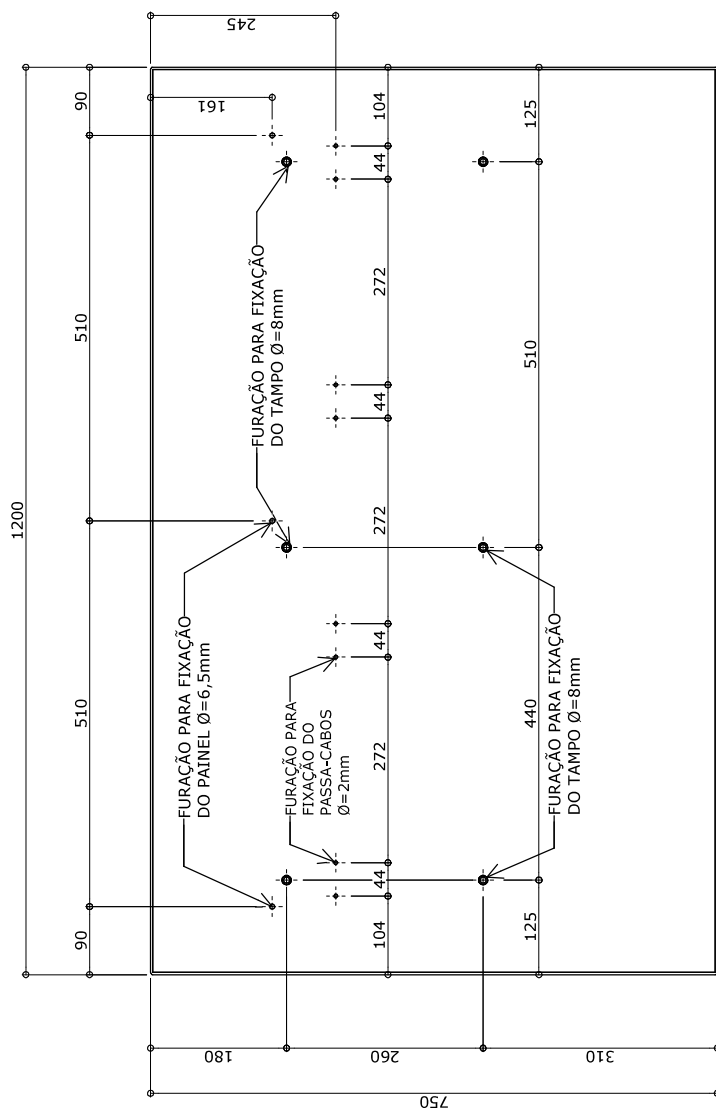 1200
90
510
510
90
245
161
FURAÇÃO PARA FIXAÇÃO
DO PAINEL Ø=6,5mm
FURAÇÃO PARA FIXAÇÃO
DO TAMPO Ø=8mm
FURAÇÃO PARA
FIXAÇÃO DO
PASSA-CABOS
Ø=2mm
104
44
272
44
272
44
272
44
104
FURAÇÃO PARA FIXAÇÃO
DO TAMPO Ø=8mm
125
440
510
125
180
260
310
750